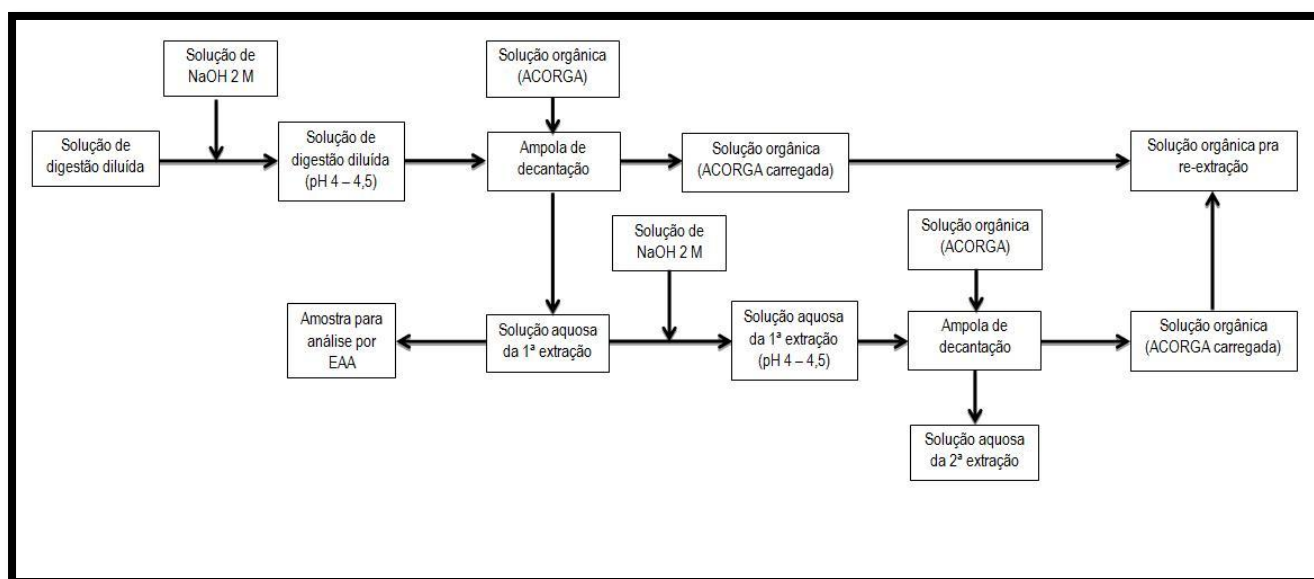 Solução de
NaOH 2 M
Solução orgânica
(ACORGA)
Solução de
digestão diluída
Solução de
digestão diluída
(pH 4 – 4,5)
Ampola de
decantação
Solução orgânica
(ACORGA carregada)
Solução orgânica pra
re-extração
Solução de
NaOH 2 M
Solução orgânica
(ACORGA)
Amostra para
análise por
EAA
Solução aquosa
da 1ª extração
Solução aquosa
da 1ª extração
(pH 4 – 4,5)
Ampola de
decantação
Solução orgânica
(ACORGA carregada)
Solução aquosa
da 2ª extração